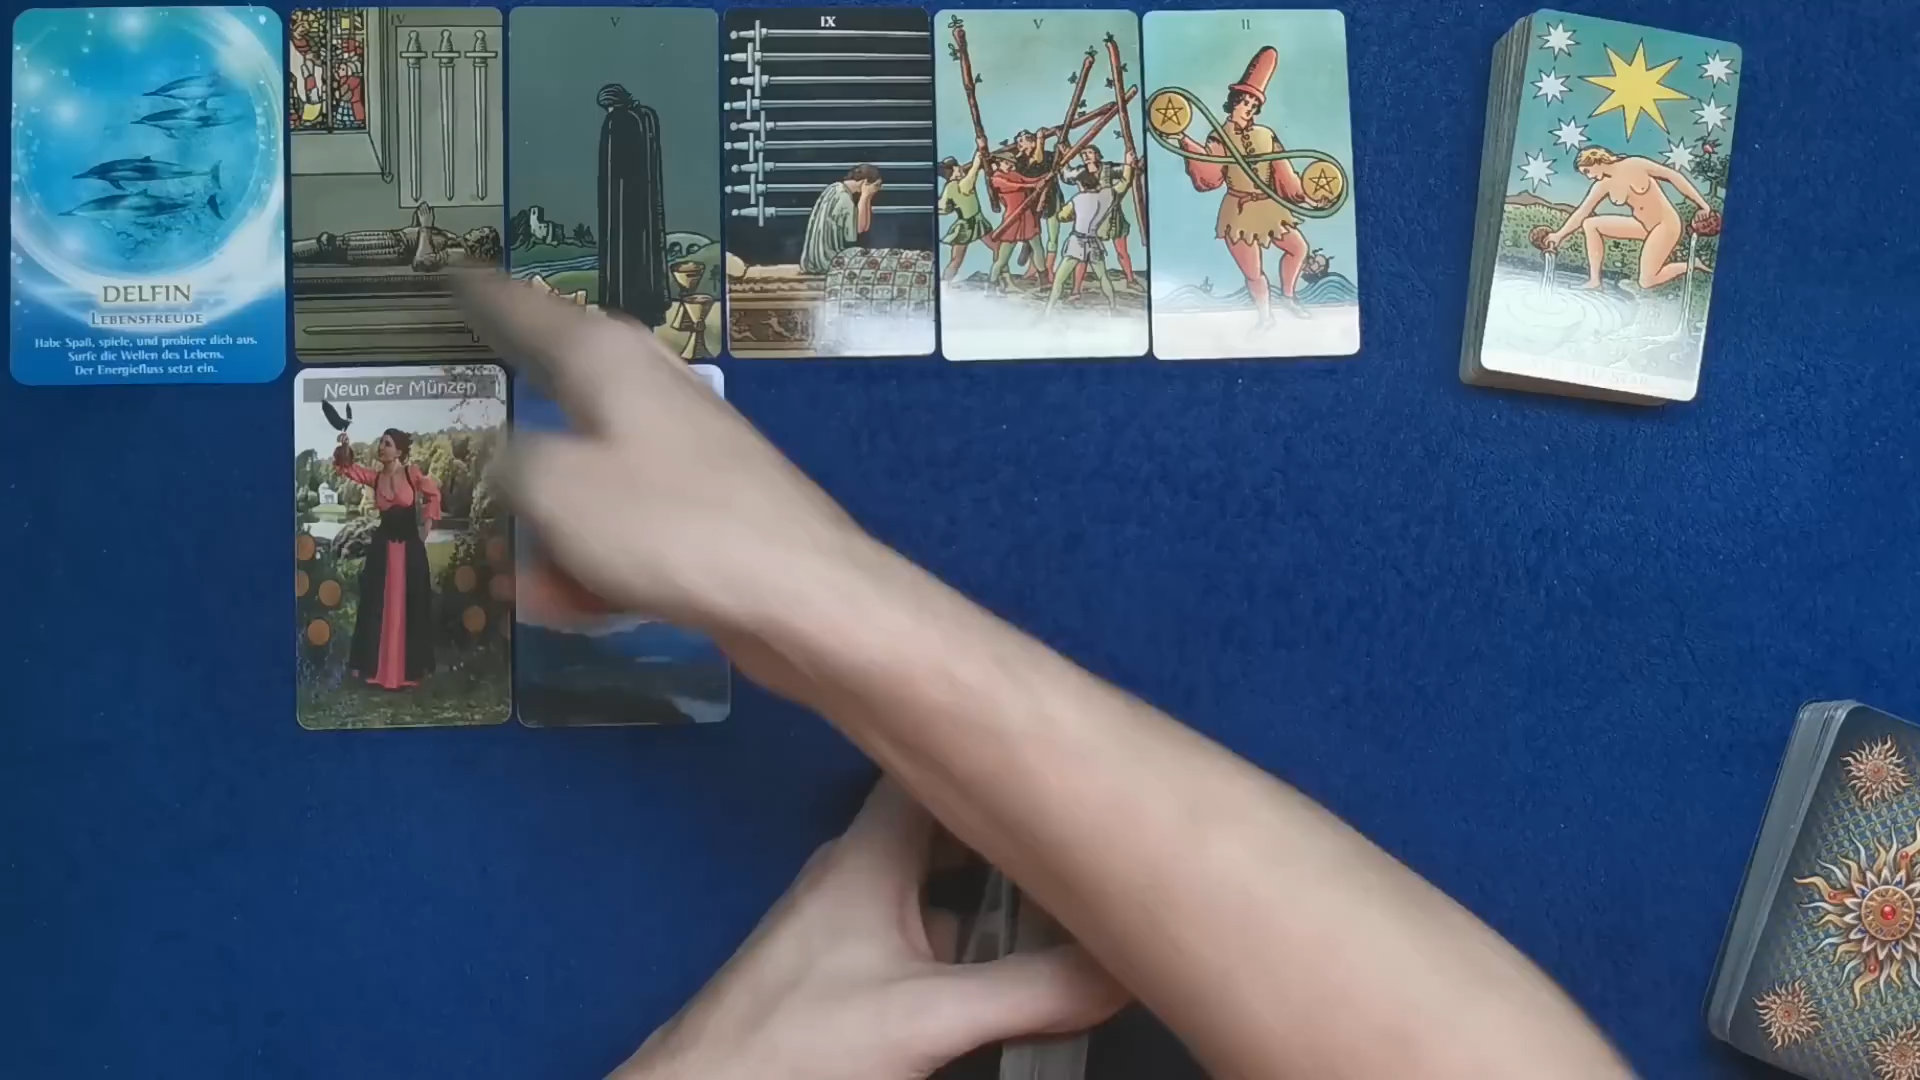 DELFIN
LEBENSFREUDE
Habe Spaß, spiele, und probiere dich aus.
Surfe die Wellen des Lebens.
Der Energiefluss setzt ein.
IV
V
IX
V
II
Neun der Münzen